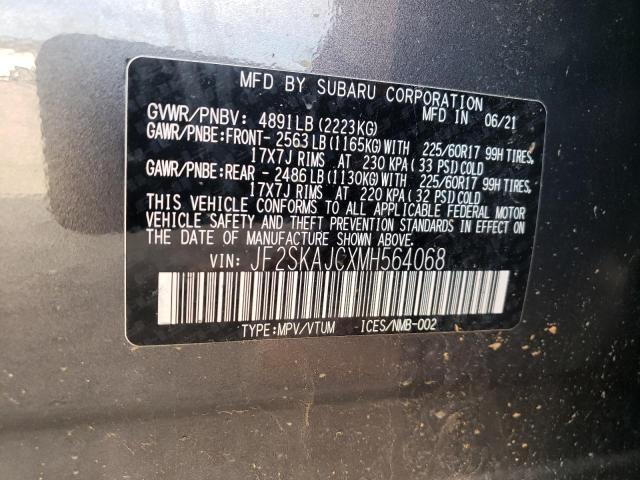 MFD BY SUBARU CORPORATION
GVWR/PNBV: 4891LB (2223KG) MFD IN 06/21
GAWR/PNBE:FRONT- 2563LB (1165KG)WITH 225/60R17 99H TIRES,
17X7J RIMS AT 230 KPA (33 PSI)COLD
GAWR/PNBE:REAR - 2486LB (1130KG)WITH 225/60R17 99H TIRES,
17X7J RIMS AT 220 KPA (32 PSI)COLD
THIS VEHICLE CONFORMS TO ALL APPLICABLE FEDERAL MOTOR
VEHICLE SAFETY AND THEFT PREVENTION STANDARDS IN EFFECT ON
THE DATE OF MANUFACTURE SHOWN ABOVE.
VIN: JF2SKAJCXMH564068
TYPE:MPV/VTUM ICES/NMB-002